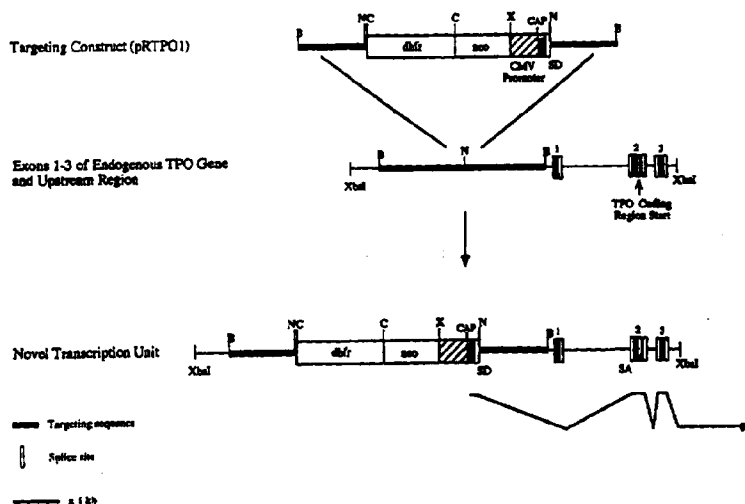 NC C X CAP N
B B
Targeting Construct (pRTPO1)
dhfr neo
CMV Promoter
SD
Exons 1-3 of Endogenous TPO Gene
and Upstream Region
B N B 1 2 3
XbaI XbaI
TPO Coding
Region Start
NC C X CAP N
B B 1 2 3
Novel Transcription Unit
dhfr neo
XbaI SD SA XbaI
Targeting sequence
Splice site
= 1 kb